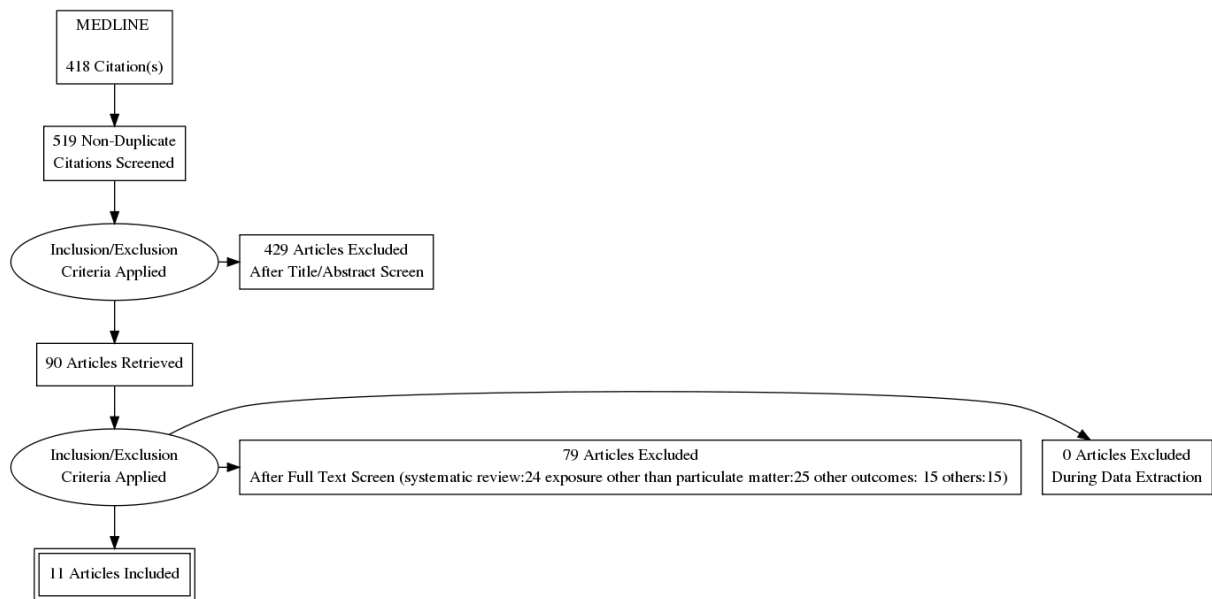 MEDLINE
418 Citation(s)
519 Non-Duplicate
Citations Screened
Inclusion/Exclusion
Criteria Applied
429 Articles Excluded
After Title/Abstract Screen
90 Articles Retrieved
Inclusion/Exclusion
Criteria Applied
79 Articles Excluded
After Full Text Screen (systematic review:24 exposure other than particulate matter:25 other outcomes: 15 others:15)
0 Articles Excluded
During Data Extraction
11 Articles Included